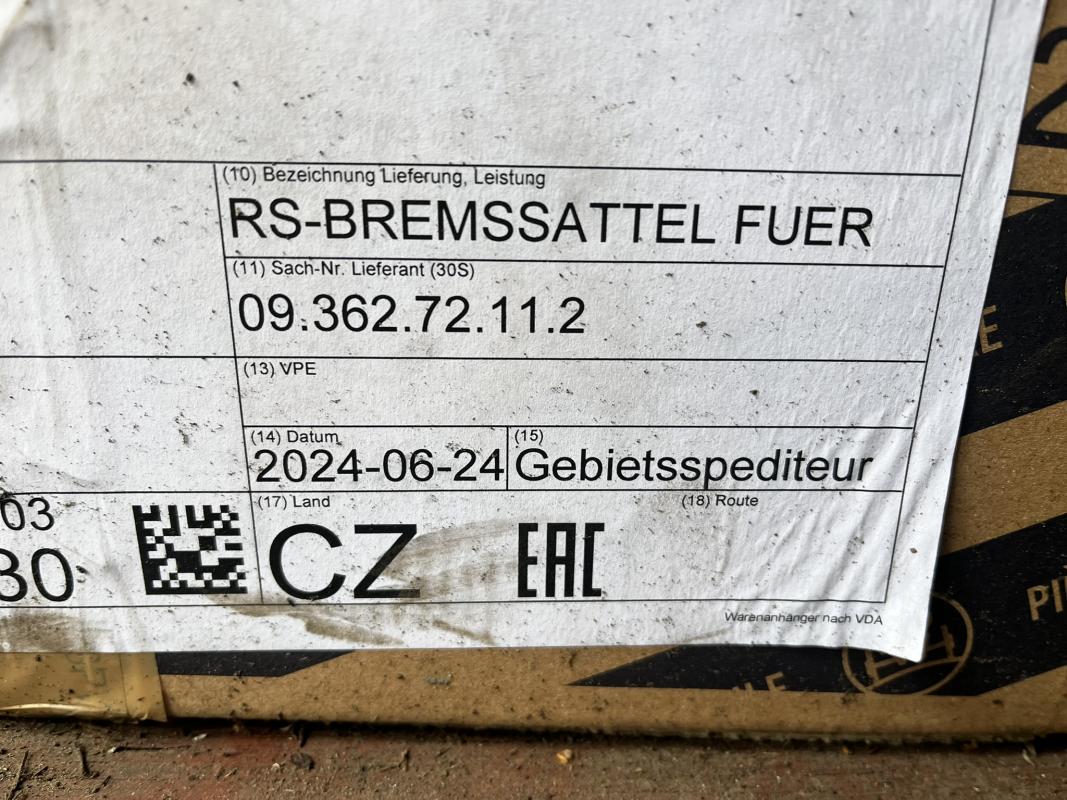 (10) Bezeichnung Lieferung, Leistung
RS-BREMSSATTEL FUER
(11) Sach-Nr. Lieferant (30S)
09.362.72.11.2
(13) VPE
(14) Datum
2024-06-24
(15)
Gebietsspediteur
03
80
(17) Land
CZ
EAC
(18) Route
Warenanhänger nach VDA